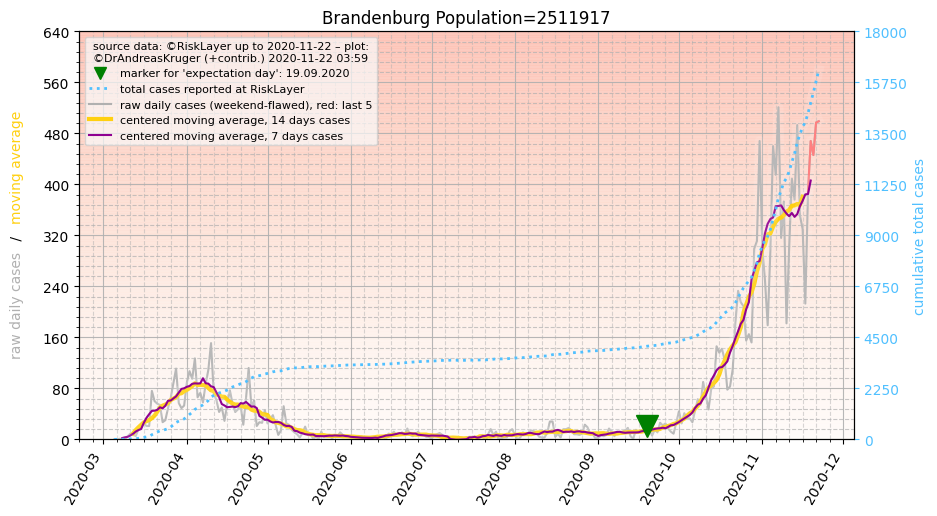 Brandenburg Population=2511917
source data: ©RiskLayer up to 2020-11-22 – plot:
©DrAndreasKruger (+contrib.) 2020-11-22 03:59
marker for 'expectation day': 19.09.2020
total cases reported at RiskLayer
raw daily cases (weekend-flawed), red: last 5
centered moving average, 14 days cases
centered moving average, 7 days cases
raw daily cases / moving average
640
560
480
400
320
240
160
80
0
18000
15750
13500
11250
9000
6750
4500
2250
0
cumulative total cases
2020-03
2020-04
2020-05
2020-06
2020-07
2020-08
2020-09
2020-10
2020-11
2020-12